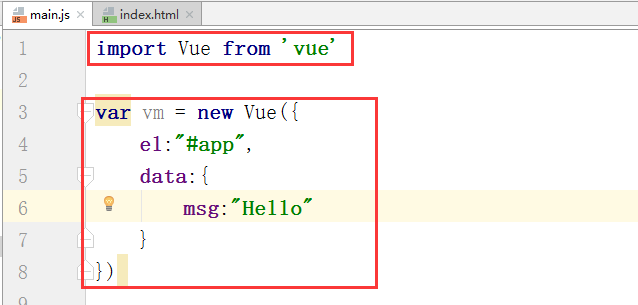 main.js × index.html ×
1 import Vue from 'vue'
2
3 var vm = new Vue({
4 el:"#app",
5 data:{
6 msg:"Hello"
7 }
8 })
9